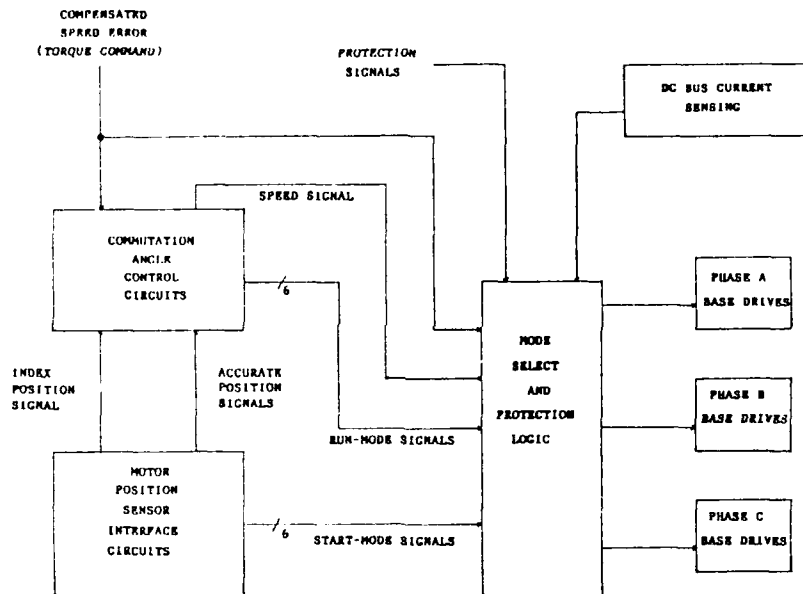 COMPENSATED
SPEED ERROR
(TORQUE COMMAND)
PROTECTION
SIGNALS
DC BUS CURRENT
SENSING
SPEED SIGNAL
COMMUTATION
ANGLE
CONTROL
CIRCUITS
6
PHASE A
BASE DRIVES
MODE
SELECT
AND
PROTECTION
LOGIC
INDEX
POSITION
SIGNAL
ACCURATE
POSITION
SIGNALS
PHASE B
BASE DRIVES
RUN-MODE SIGNALS
MOTOR
POSITION
SENSOR
INTERFACE
CIRCUITS
6
START-MODE SIGNALS
PHASE C
BASE DRIVES